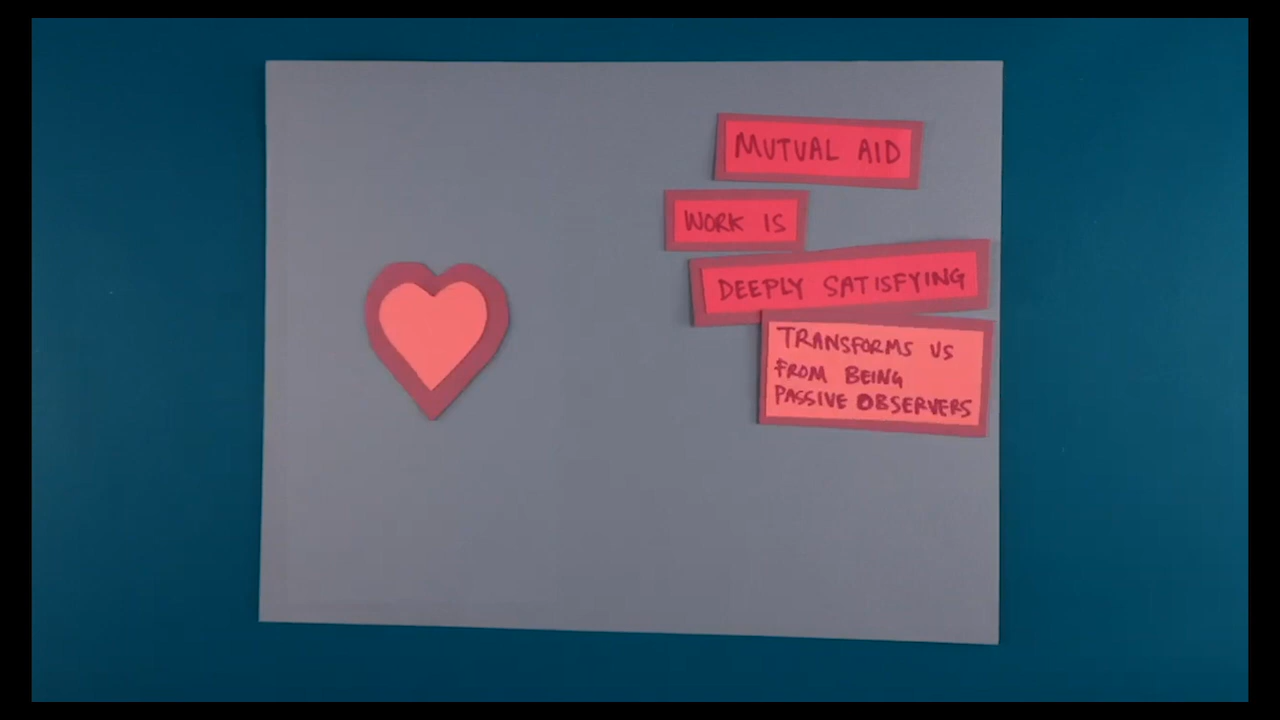 MUTUAL AID
WORK IS
DEEPLY SATISFYING
TRANSFORMS US
FROM BEING
PASSIVE OBSERVERS